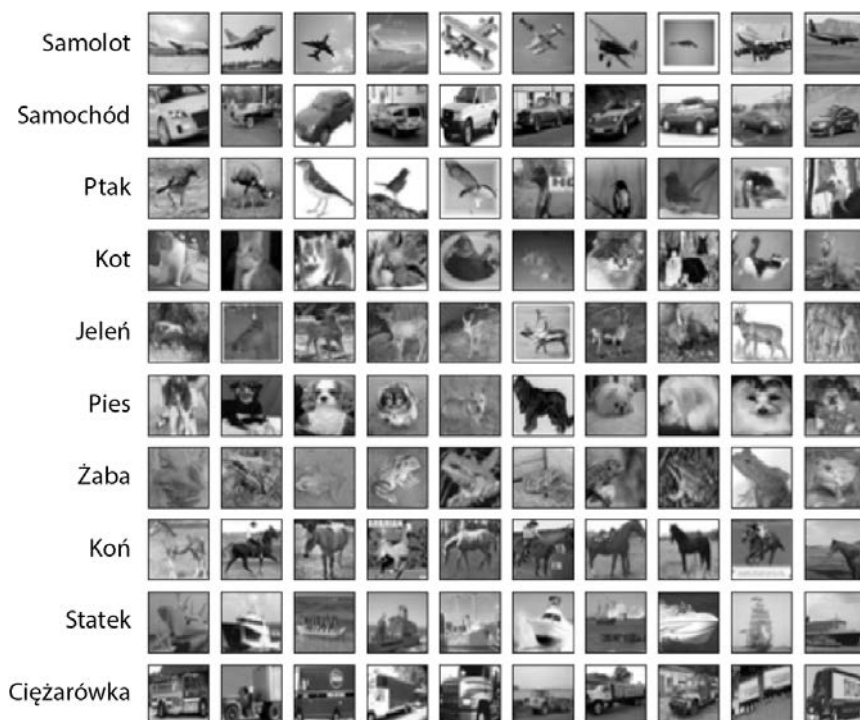 Samolot
Samochód
Ptak
Kot
Jeleń
Pies
Żaba
Koń
Statek
Ciężarówka